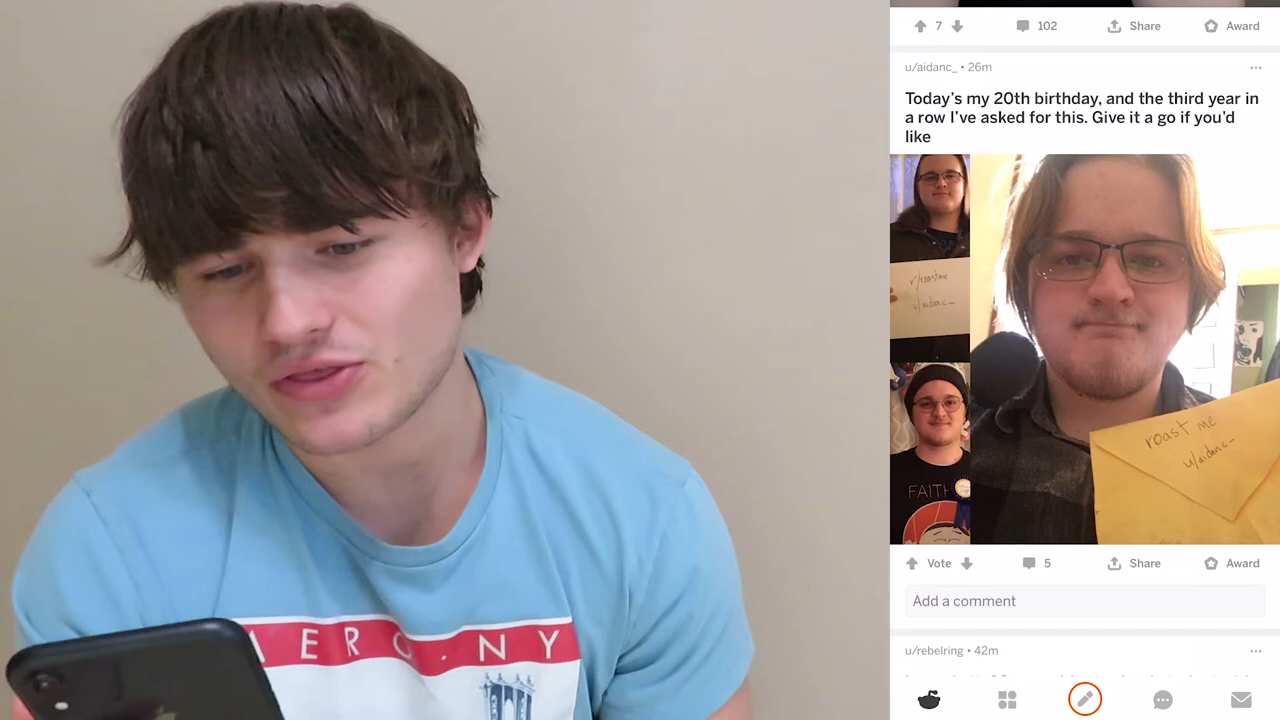 7
102
Share
Award
u/aidanc_ • 26m
Today's my 20th birthday, and the third year in
a row I've asked for this. Give it a go if you'd
like
r/roastme
u/aidanc_
roast me
u/aidanc_
FAITH
Vote
5
Share
Award
Add a comment
u/rebelring • 42m
AERO.NY